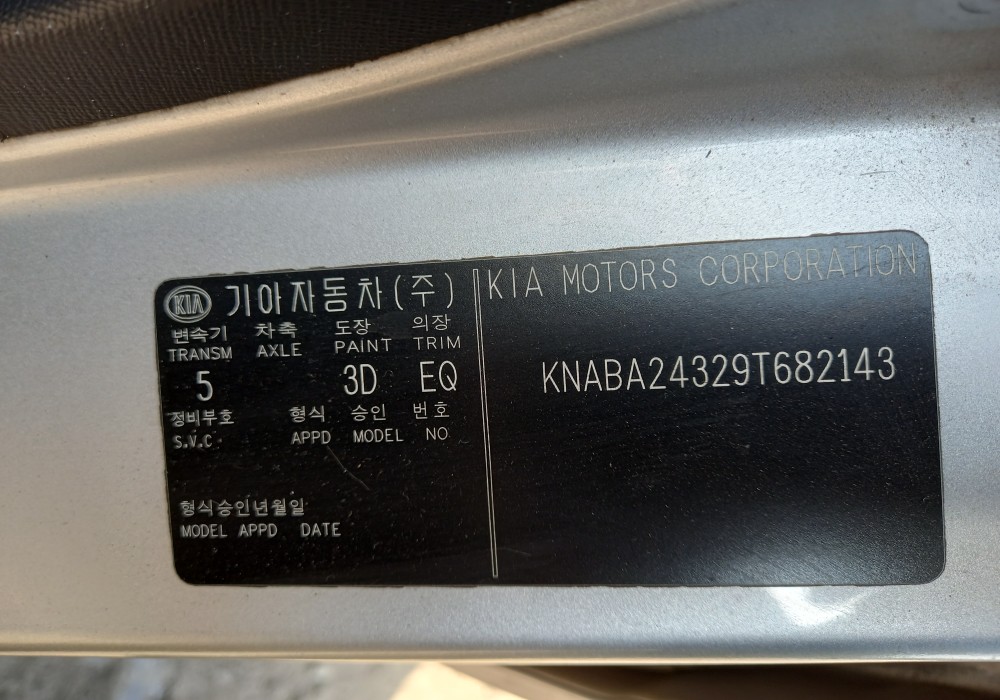 KIA 기아자동차(주)
변속기 차축 도장 의장
TRANSM AXLE PAINT TRIM
5 3D EQ
정비부호 형식 승인 번호
S.V.C APPD MODEL NO
형식승인년월일
MODEL APPD DATE
KIA MOTORS CORPORATION
KNABA24329T682143